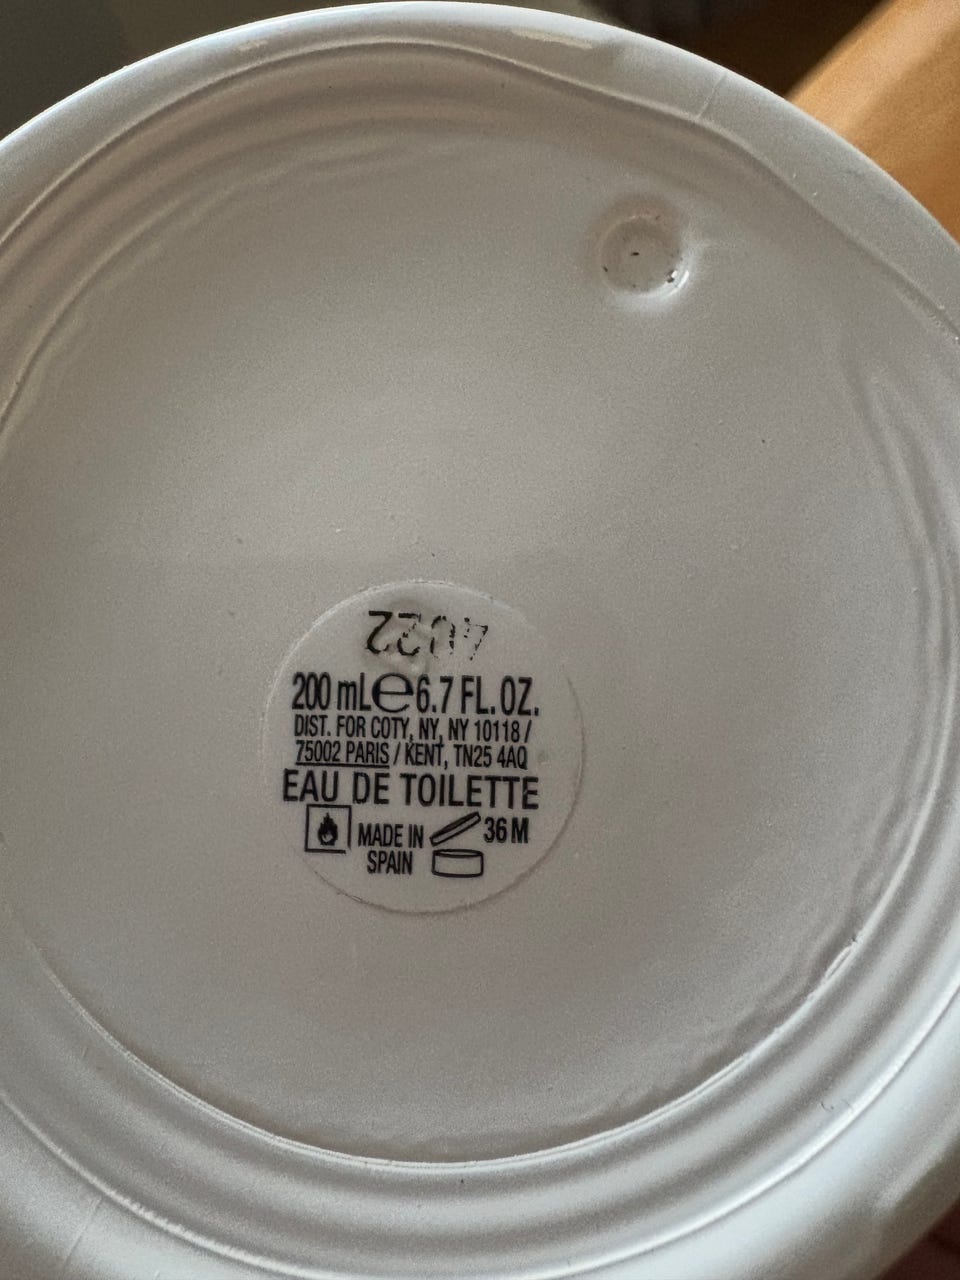 200 mL e 6.7 FL. OZ.
DIST. FOR COTY, NY, NY 10118 /
75002 PARIS / KENT, TN25 4AQ
EAU DE TOILETTE
MADE IN 36 M
SPAIN